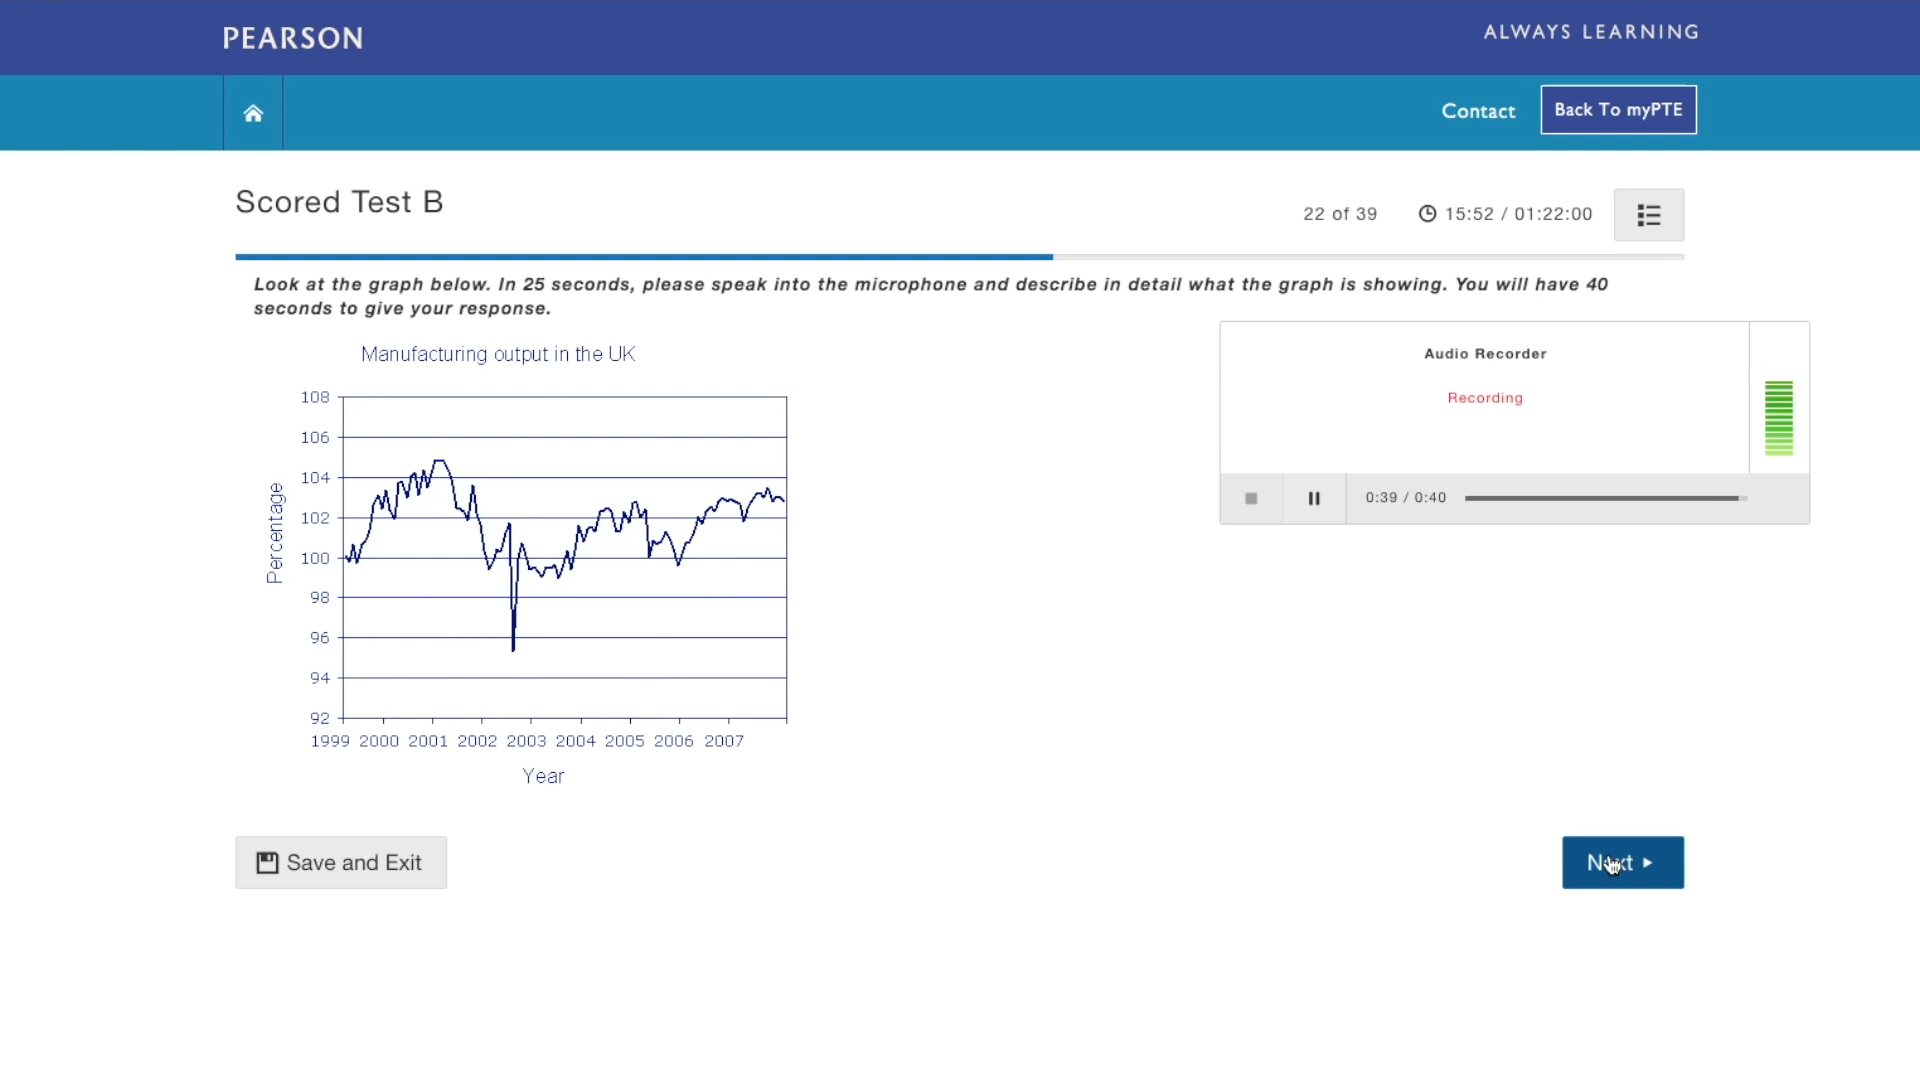 PEARSON
ALWAYS LEARNING
Contact
Back To myPTE
Scored Test B
22 of 39
15:52 / 01:22:00
Look at the graph below. In 25 seconds, please speak into the microphone and describe in detail what the graph is showing. You will have 40
seconds to give your response.
Manufacturing output in the UK
Audio Recorder
Recording
0:39 / 0:40
Percentage
108
106
104
102
100
98
96
94
92
1999 2000 2001 2002 2003 2004 2005 2006 2007
Year
Save and Exit
Next